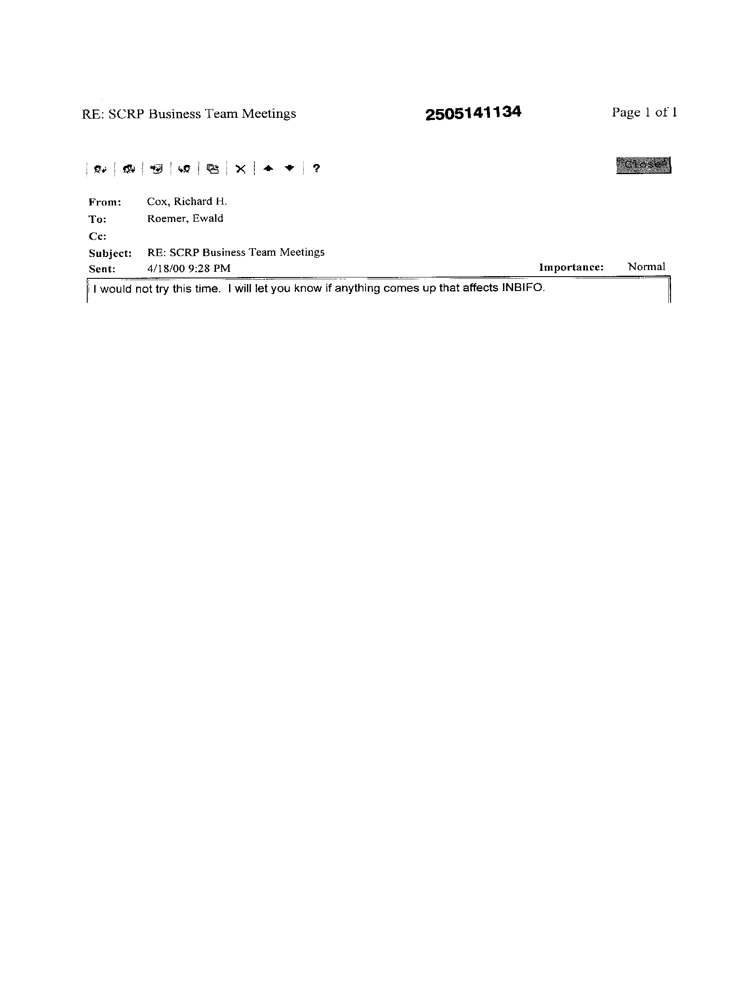 RE: SCRP Business Team Meetings 2505141134 Page 1 of 1
? Close
From: Cox, Richard H.
To: Roemer, Ewald
Cc:
Subject: RE: SCRP Business Team Meetings
Sent: 4/18/00 9:28 PM Importance: Normal
I would not try this time. I will let you know if anything comes up that affects INBIFO.